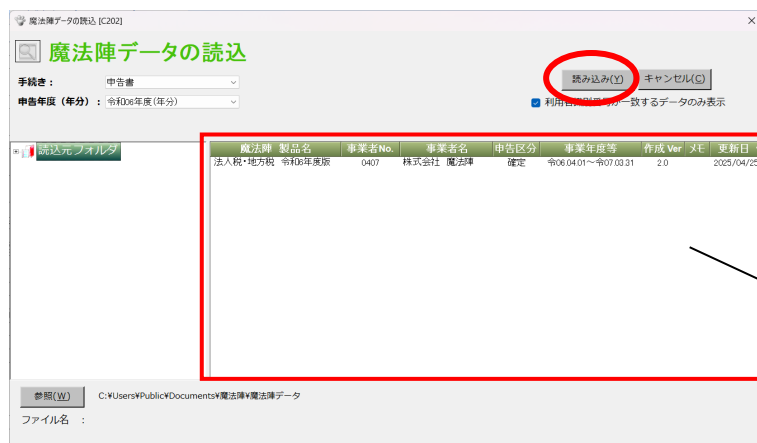 魔法陣データの読込 [C202]
魔法陣データの読込
手続き： 申告書 読み込み(Y) キャンセル(C)
申告年度（年分）： 令和06年度(年分) 利用者識別番号が一致するデータのみ表示
読込元フォルダ 魔法陣 製品名 事業者No. 事業者名 申告区分 事業年度等 作成 Ver メモ 更新日
法人税・地方税 令和6年度版 0407 株式会社 魔法陣 確定 令06.04.01～令07.03.31 2.0 2025/04/25
参照(W) C:¥Users¥Public¥Documents¥魔法陣¥魔法陣データ
ファイル名 ：